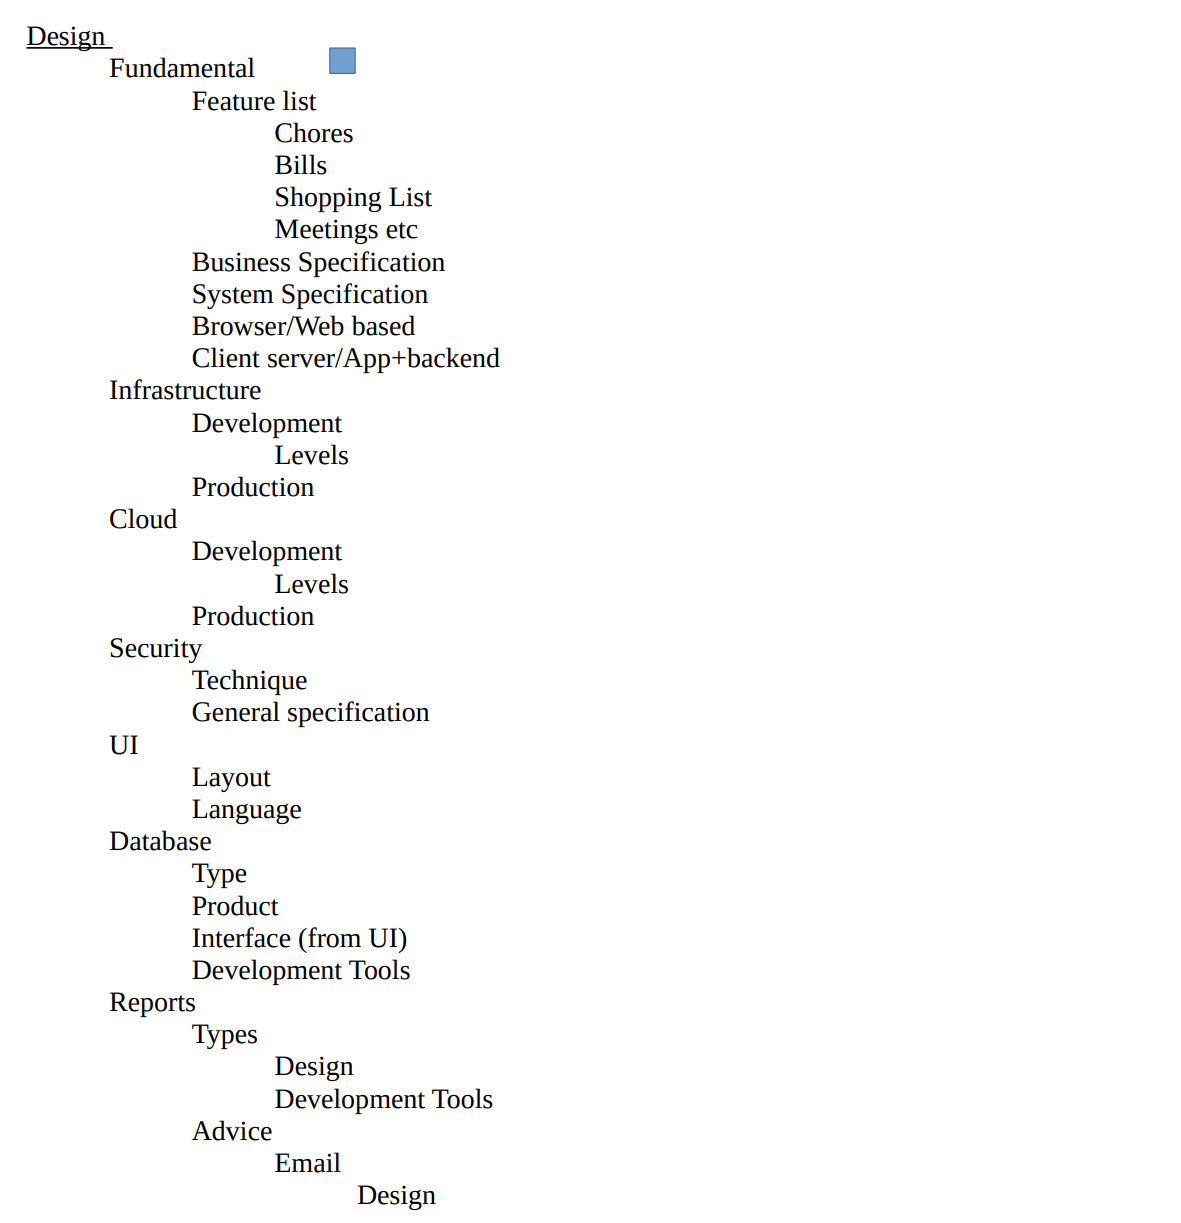 Design
Fundamental
Feature list
Chores
Bills
Shopping List
Meetings etc
Business Specification
System Specification
Browser/Web based
Client server/App+backend
Infrastructure
Development
Levels
Production
Cloud
Development
Levels
Production
Security
Technique
General specification
UI
Layout
Language
Database
Type
Product
Interface (from UI)
Development Tools
Reports
Types
Design
Development Tools
Advice
Email
Design